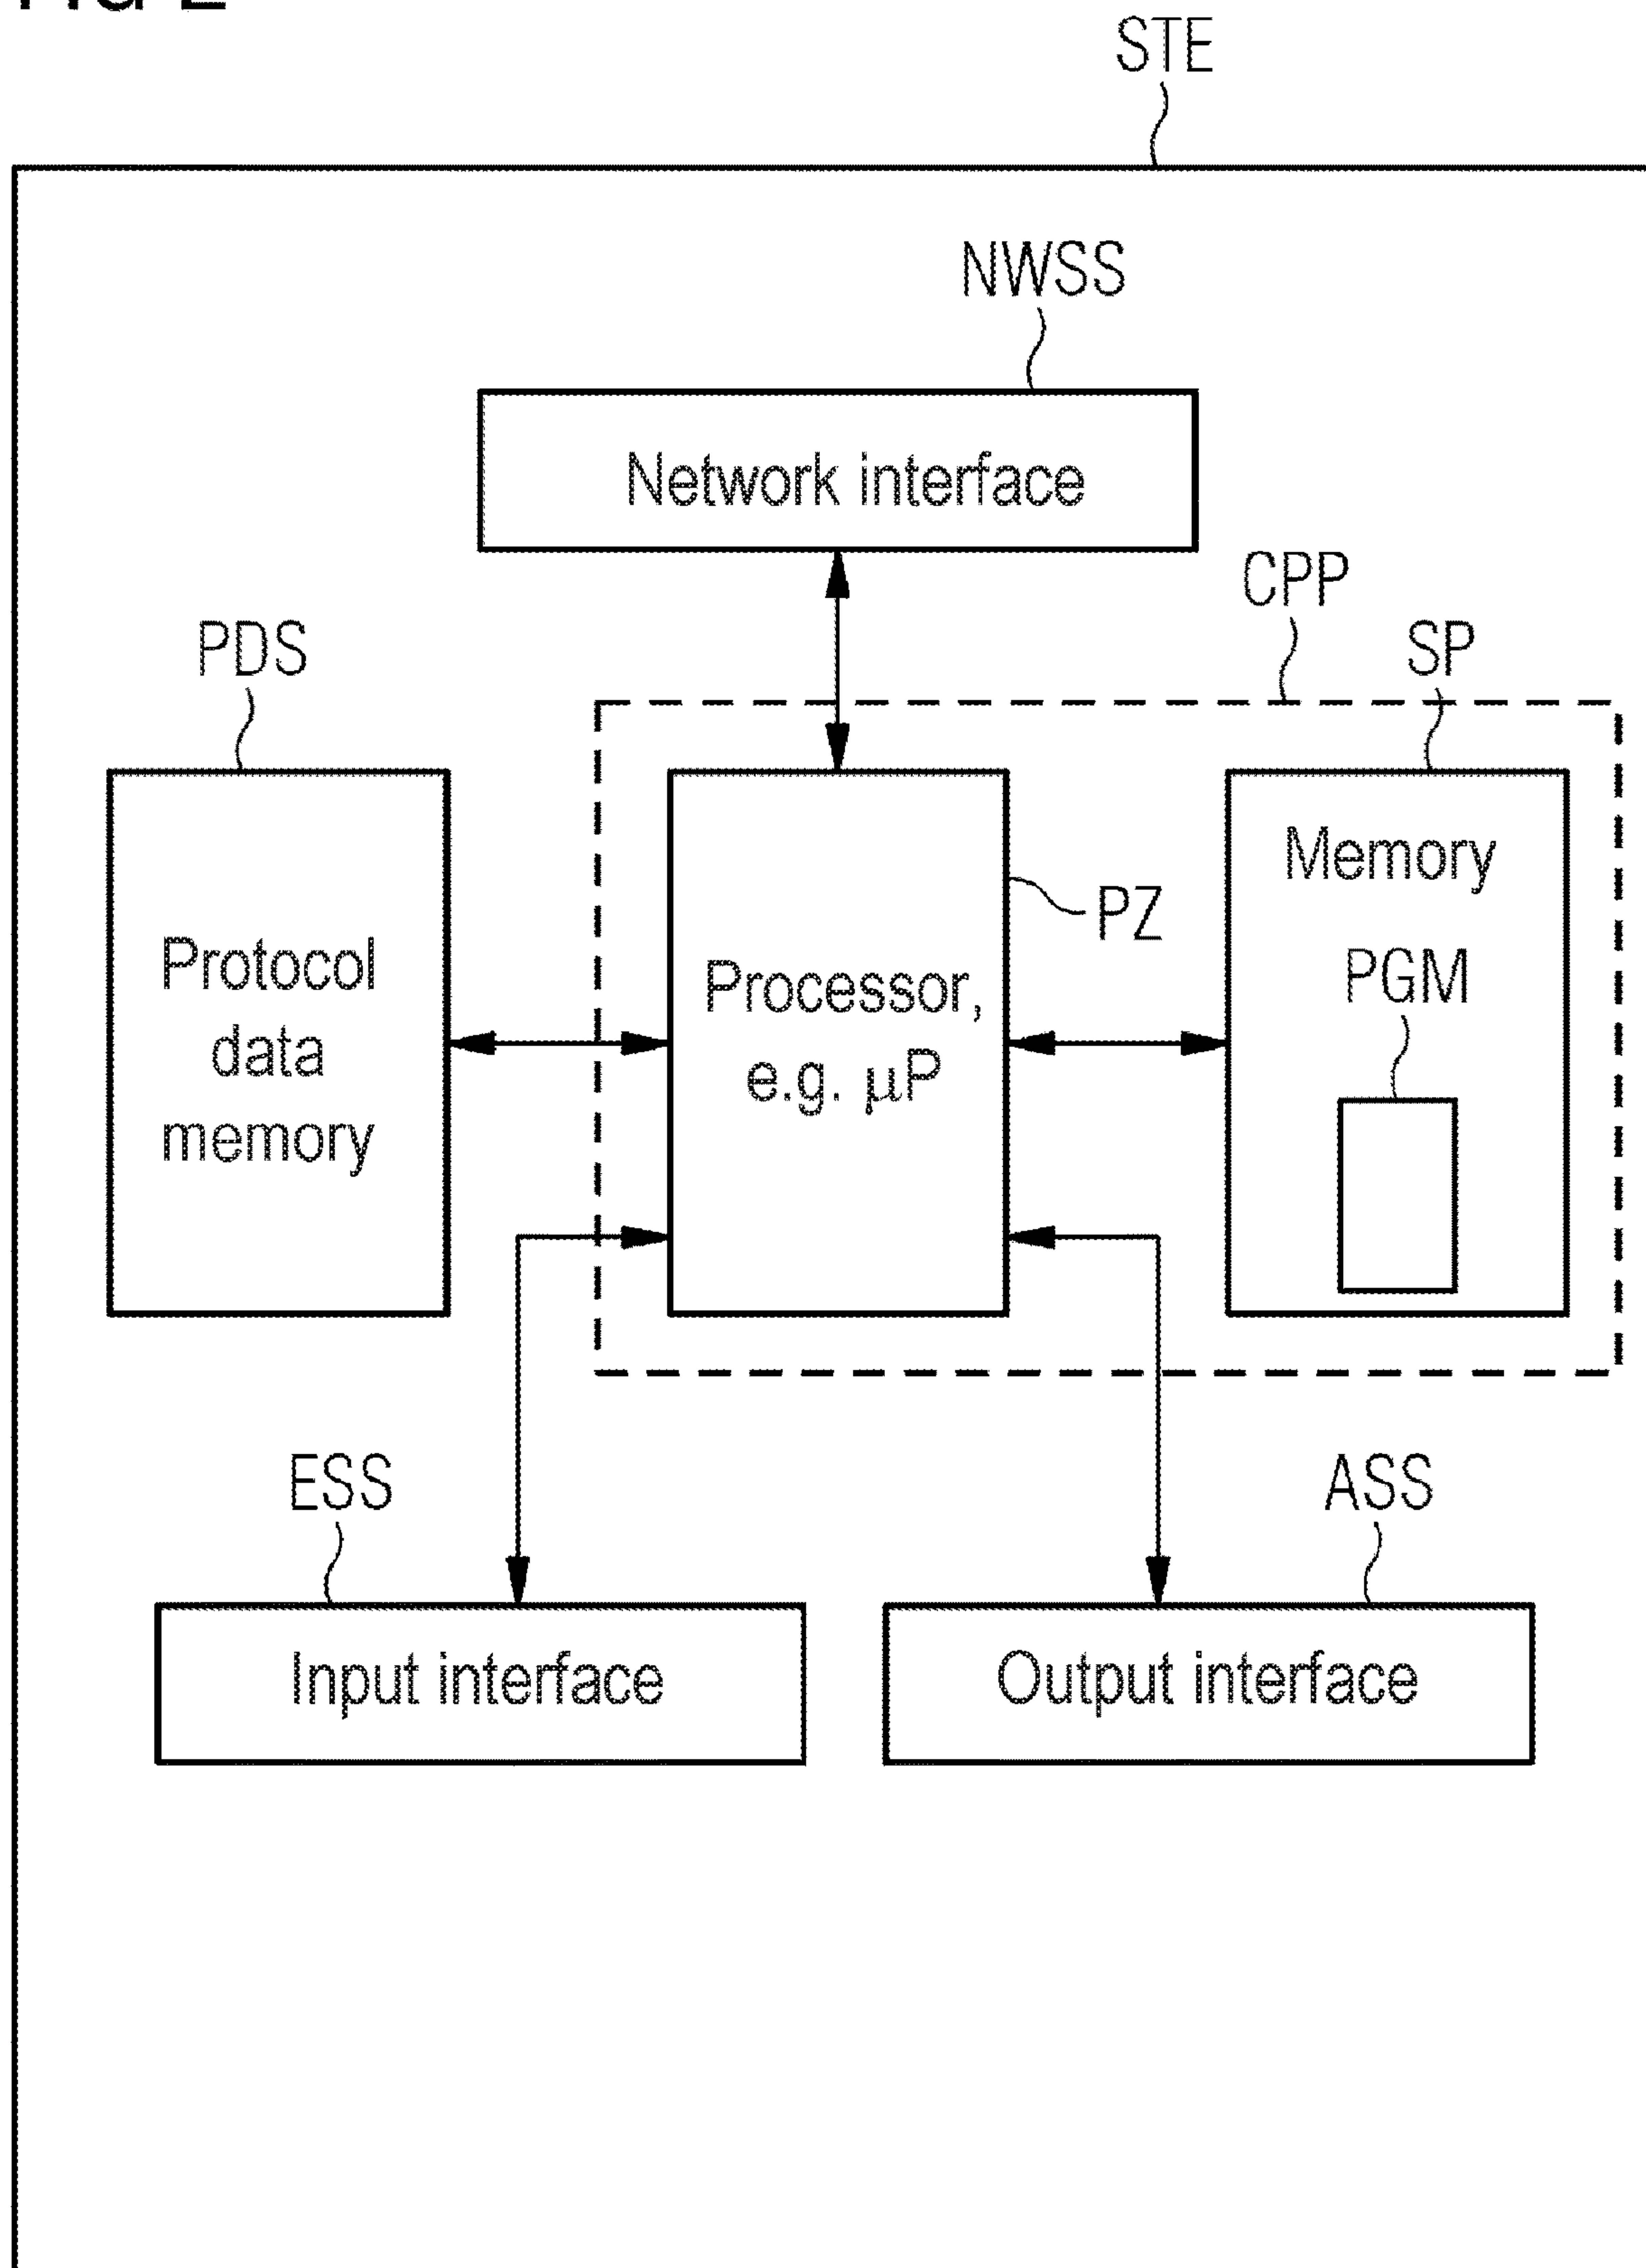 STE
NWSS
Network interface
CPP
SP
PDS
Memory
PZ
PGM
Protocol
data
memory
Processor,
e.g. µP
ESS
ASS
Input interface
Output interface